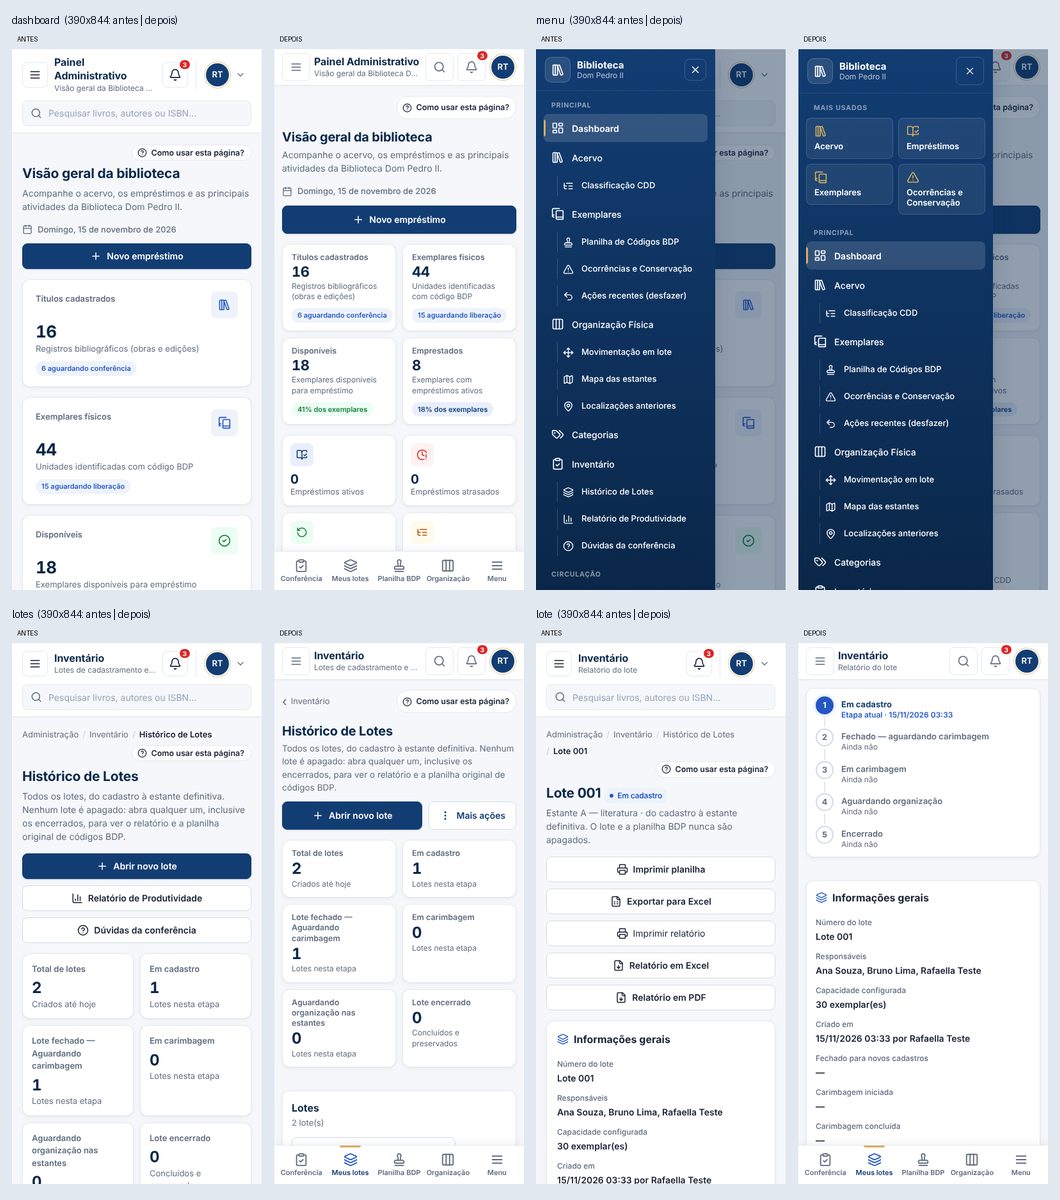 dashboard (390x844: antes | depois)
ANTES
Painel
Administrativo
Visão geral da Biblioteca ...
3
RT
Pesquisar livros, autores ou ISBN...
Como usar esta página?
Visão geral da biblioteca
Acompanhe o acervo, os empréstimos e as principais
atividades da Biblioteca Dom Pedro II.
Domingo, 15 de novembro de 2026
Novo empréstimo
Títulos cadastrados
16
Registros bibliográficos (obras e edições)
6 aguardando conferência
Exemplares físicos
44
Unidades identificadas com código BDP
15 aguardando liberação
Disponíveis
18
Exemplares disponíveis para empréstimo
DEPOIS
Painel Administrativo
Visão geral da Biblioteca D...
3
RT
Como usar esta página?
Visão geral da biblioteca
Acompanhe o acervo, os empréstimos e as principais
atividades da Biblioteca Dom Pedro II.
Domingo, 15 de novembro de 2026
Novo empréstimo
Títulos cadastrados
16
Registros bibliográficos
(obras e edições)
6 aguardando conferência
Exemplares físicos
44
Unidades identificadas
com código BDP
15 aguardando liberação
Disponíveis
18
Exemplares disponíveis
para empréstimo
41% dos exemplares
Emprestados
8
Exemplares com
empréstimos ativos
18% dos exemplares
0
Empréstimos ativos
0
Empréstimos atrasados
Conferência
Meus lotes
Planilha BDP
Organização
Menu
menu (390x844: antes | depois)
ANTES
Biblioteca
Dom Pedro II
PRINCIPAL
Dashboard
Acervo
Classificação CDD
Exemplares
Planilha de Códigos BDP
Ocorrências e Conservação
Ações recentes (desfazer)
Organização Física
Movimentação em lote
Mapa das estantes
Localizações anteriores
Categorias
Inventário
Histórico de Lotes
Relatório de Produtividade
Dúvidas da conferência
CIRCULAÇÃO
3
RT
esta página?
as principais
DEPOIS
Biblioteca
Dom Pedro II
MAIS USADOS
Acervo
Empréstimos
Exemplares
Ocorrências e
Conservação
PRINCIPAL
Dashboard
Acervo
Classificação CDD
Exemplares
Planilha de Códigos BDP
Ocorrências e Conservação
Ações recentes (desfazer)
Organização Física
Movimentação em lote
Mapa das estantes
Localizações anteriores
Categorias
3
RT
página?
principais
liberação
CDD
Menu
lotes (390x844: antes | depois)
ANTES
Inventário
Lotes de cadastramento e...
3
RT
Pesquisar livros, autores ou ISBN...
Administração / Inventário / Histórico de Lotes
Como usar esta página?
Histórico de Lotes
Todos os lotes, do cadastro à estante definitiva.
Nenhum lote é apagado: abra qualquer um, inclusive
os encerrados, para ver o relatório e a planilha
original de códigos BDP.
Abrir novo lote
Relatório de Produtividade
Dúvidas da conferência
Total de lotes
2
Criados até hoje
Em cadastro
1
Lotes nesta etapa
Lote fechado —
Aguardando
carimbagem
1
Lotes nesta etapa
Em carimbagem
0
Lotes nesta etapa
Aguardando
organização nas
estantes
0
Lote encerrado
0
Concluídos e
DEPOIS
Inventário
Lotes de cadastramento e ...
3
RT
‹ Inventário
Como usar esta página?
Histórico de Lotes
Todos os lotes, do cadastro à estante definitiva. Nenhum
lote é apagado: abra qualquer um, inclusive os
encerrados, para ver o relatório e a planilha original de
códigos BDP.
Abrir novo lote
Mais ações
Total de lotes
2
Criados até hoje
Em cadastro
1
Lotes nesta etapa
Lote fechado —
Aguardando
carimbagem
1
Lotes nesta etapa
Em carimbagem
0
Lotes nesta etapa
Aguardando
organização nas
estantes
0
Lotes nesta etapa
Lote encerrado
0
Concluídos e
preservados
Lotes
2 lote(s)
Conferência
Meus lotes
Planilha BDP
Organização
Menu
lote (390x844: antes | depois)
ANTES
Inventário
Relatório do lote
3
RT
Pesquisar livros, autores ou ISBN...
Administração / Inventário / Histórico de Lotes
/ Lote 001
Como usar esta página?
Lote 001
Em cadastro
Estante A — literatura · do cadastro à estante
definitiva. O lote e a planilha BDP nunca são
apagados.
Imprimir planilha
Exportar para Excel
Imprimir relatório
Relatório em Excel
Relatório em PDF
Informações gerais
Número do lote
Lote 001
Responsáveis
Ana Souza, Bruno Lima, Rafaella Teste
Capacidade configurada
30 exemplar(es)
Criado em
15/11/2026 03:33 por Rafaella Teste
DEPOIS
Inventário
Relatório do lote
3
RT
1
Em cadastro
Etapa atual · 15/11/2026 03:33
2
Fechado — aguardando carimbagem
Ainda não
3
Em carimbagem
Ainda não
4
Aguardando organização
Ainda não
5
Encerrado
Ainda não
Informações gerais
Número do lote
Lote 001
Responsáveis
Ana Souza, Bruno Lima, Rafaella Teste
Capacidade configurada
30 exemplar(es)
Criado em
15/11/2026 03:33 por Rafaella Teste
Fechado para novos cadastros
—
Carimbagem iniciada
—
Carimbagem concluída
—
Conferência
Meus lotes
Planilha BDP
Organização
Menu